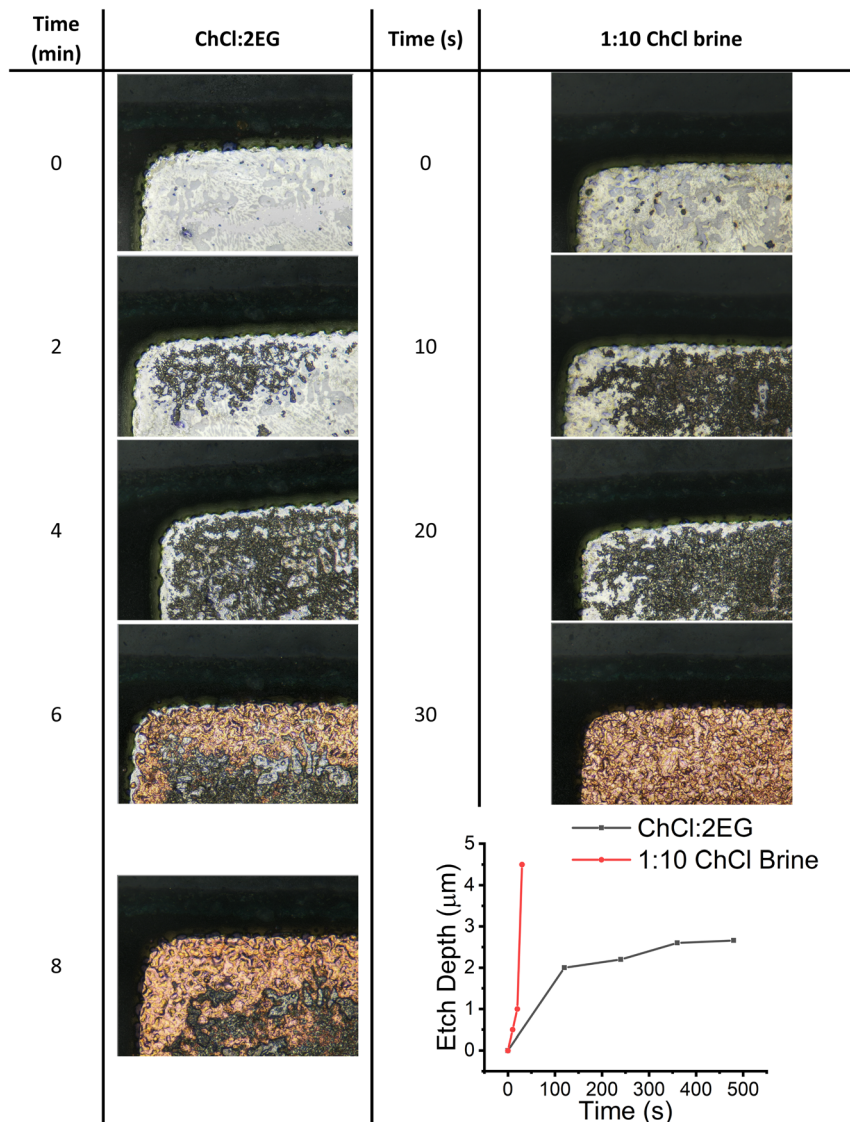 Time (min)
ChCl:2EG
Time (s)
1:10 ChCl brine
0
0
2
10
4
20
6
30
8
ChCl:2EG
1:10 ChCl Brine
Etch Depth (μm)
5
4
3
2
1
0
0 100 200 300 400 500
Time (s)